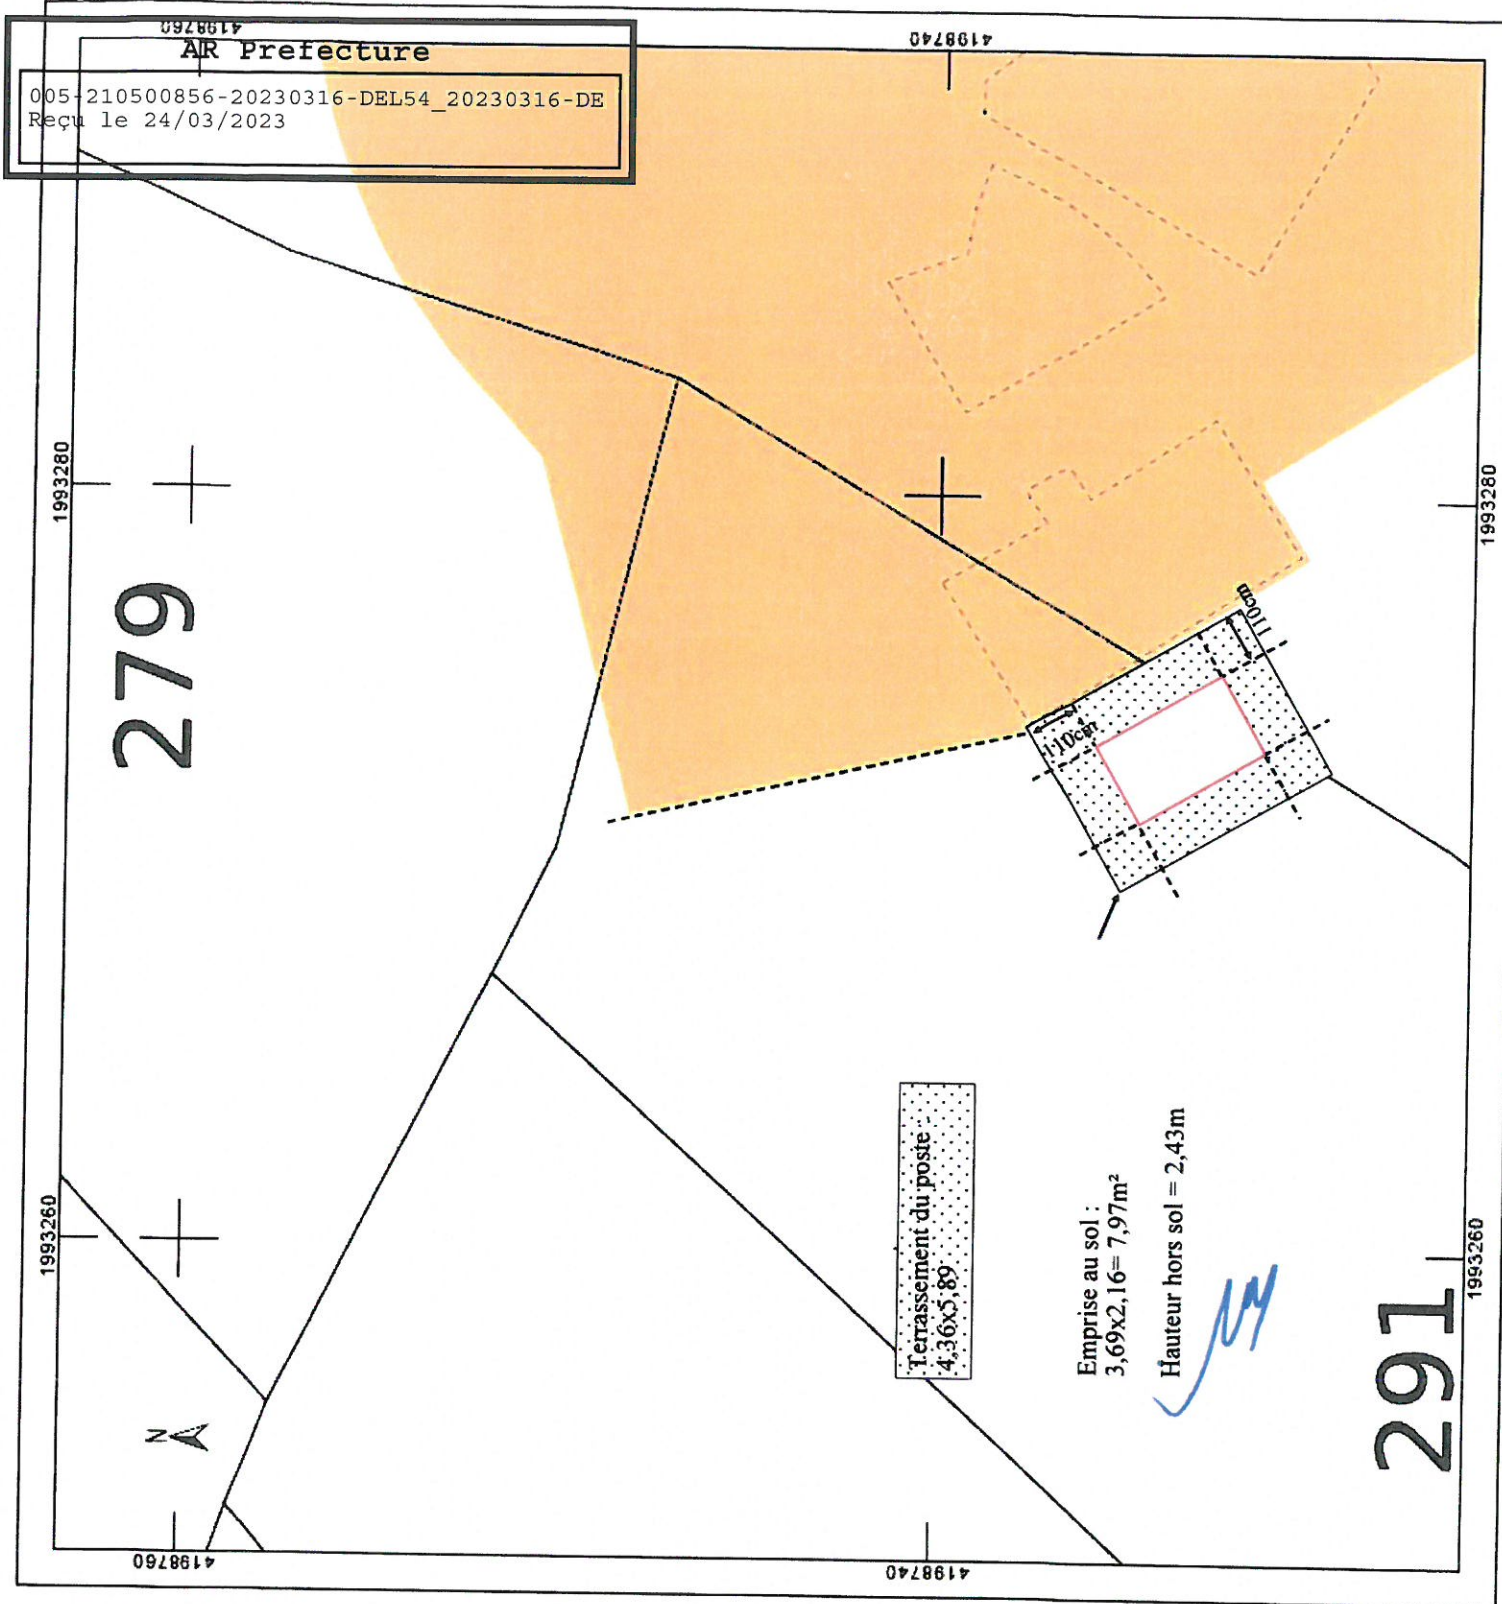 4198760
AR Prefecture
005-210500856-20230316-DEL54_20230316-DE
Reçu le 24/03/2023
4198740
1993280
279
1993280
110cm
110cm
1993260
N
Terrassement du poste
4,36x5,89
Emprise au sol :
3,69x2,16= 7,97m²
Hauteur hors sol = 2,43m
291
1993260
4198760
4198740